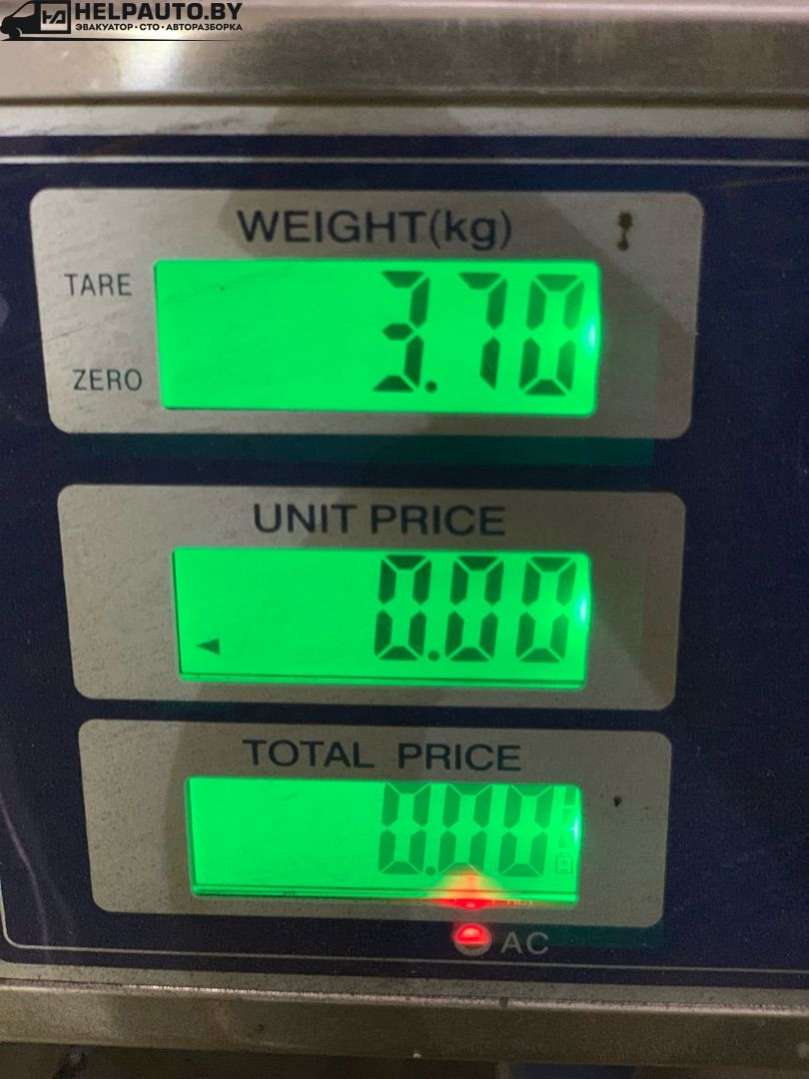 HELPAUTO.BY
ЭВАКУАТОР · СТО · АВТОРАЗБОРКА
WEIGHT(kg)
TARE
3.70
ZERO
UNIT PRICE
0.00
TOTAL PRICE
0.00
AC